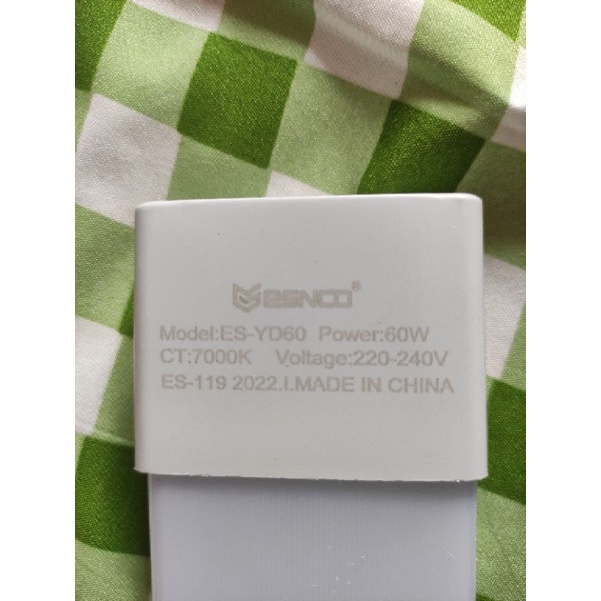 ESNCO®
Model:ES-YD60 Power:60W
CT:7000K Voltage:220-240V
ES-119 2022.I.MADE IN CHINA